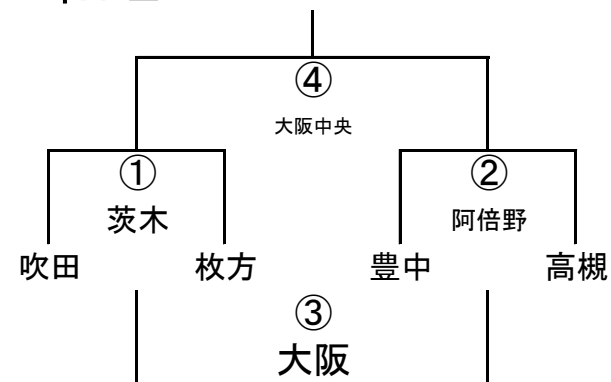 ④
大阪中央
① ②
茨木 阿倍野
吹田 枚方 豊中 高槻
③
大阪